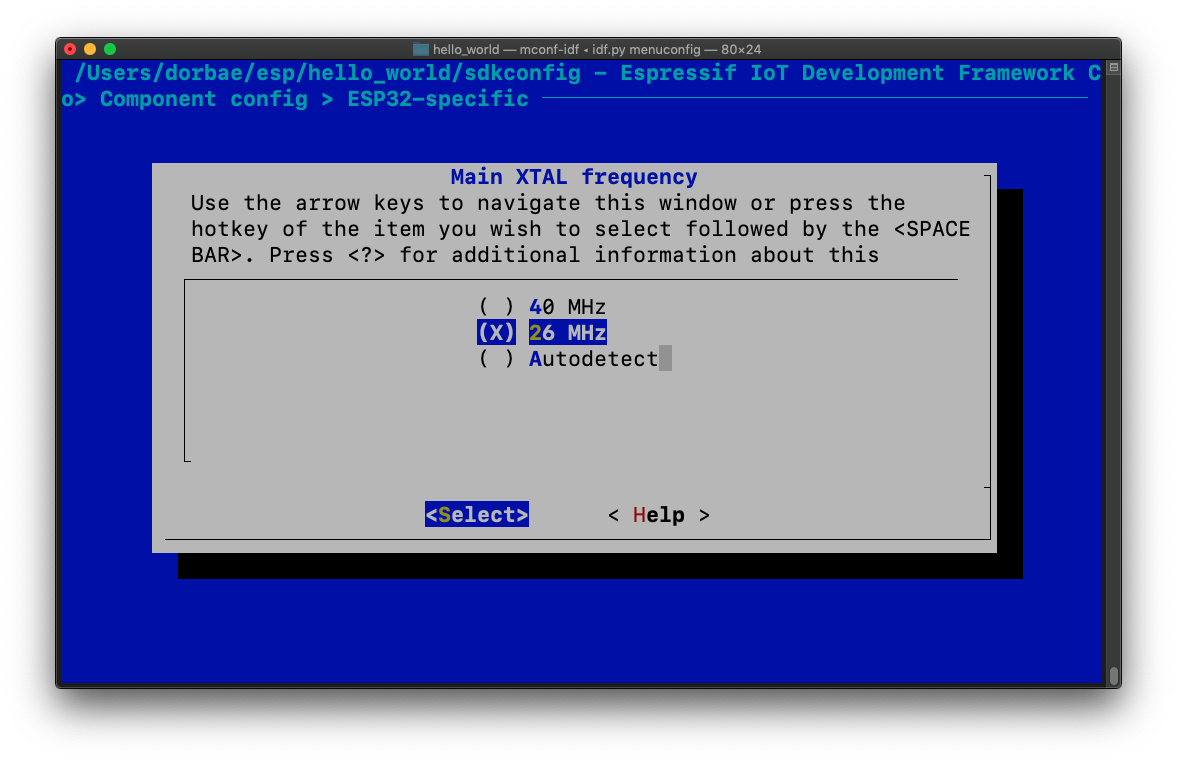 hello_world — mconf-idf ◂ idf.py menuconfig — 80×24
/Users/dorbae/esp/hello_world/sdkconfig - Espressif IoT Development Framework C
o> Component config > ESP32-specific
Main XTAL frequency
Use the arrow keys to navigate this window or press the
hotkey of the item you wish to select followed by the <SPACE
BAR>. Press <?> for additional information about this
( ) 40 MHz
(X) 26 MHz
( ) Autodetect
<Select> < Help >